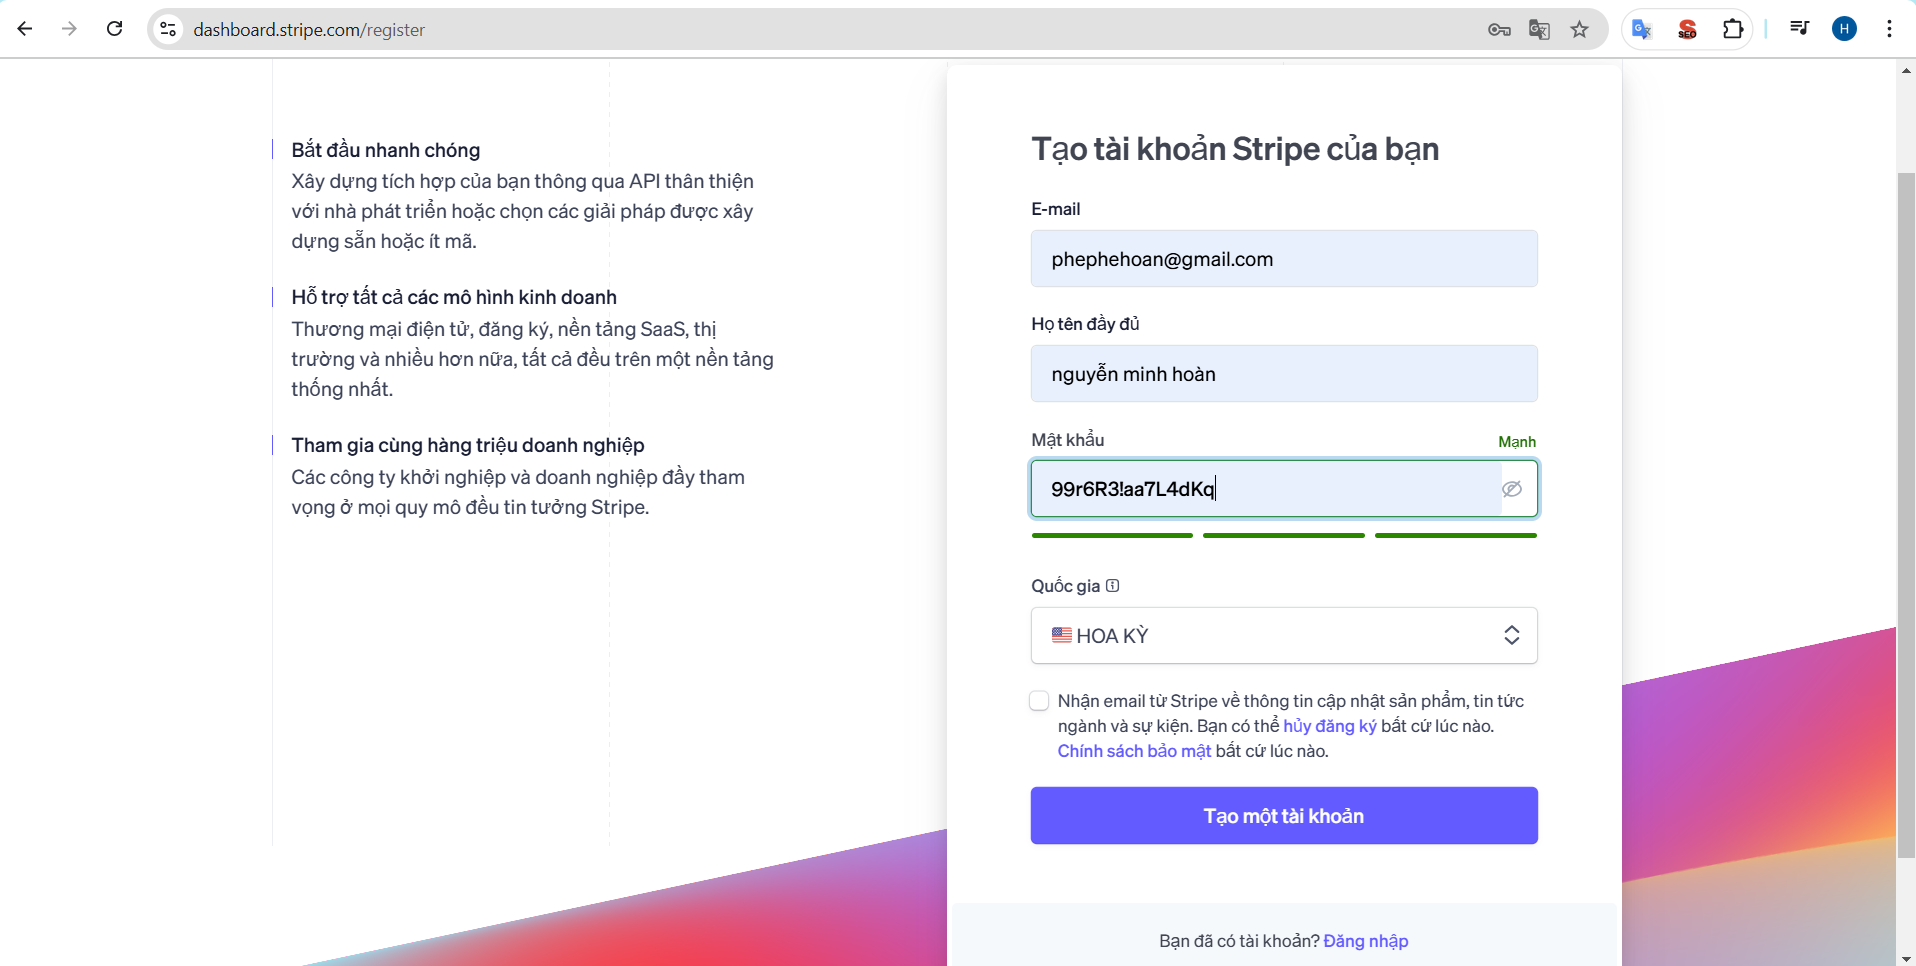 dashboard.stripe.com/register
SEO
H
Bắt đầu nhanh chóng
Xây dựng tích hợp của bạn thông qua API thân thiện
với nhà phát triển hoặc chọn các giải pháp được xây
dựng sẵn hoặc ít mã.
Hỗ trợ tất cả các mô hình kinh doanh
Thương mại điện tử, đăng ký, nền tảng SaaS, thị
trường và nhiều hơn nữa, tất cả đều trên một nền tảng
thống nhất.
Tham gia cùng hàng triệu doanh nghiệp
Các công ty khởi nghiệp và doanh nghiệp đầy tham
vọng ở mọi quy mô đều tin tưởng Stripe.
Tạo tài khoản Stripe của bạn
E-mail
phephehoan@gmail.com
Họ tên đầy đủ
nguyễn minh hoàn
Mật khẩu
Mạnh
99r6R3!aa7L4dKq
Quốc gia
HOA KỲ
Nhận email từ Stripe về thông tin cập nhật sản phẩm, tin tức
ngành và sự kiện. Bạn có thể hủy đăng ký bất cứ lúc nào.
Chính sách bảo mật bất cứ lúc nào.
Tạo một tài khoản
Bạn đã có tài khoản? Đăng nhập